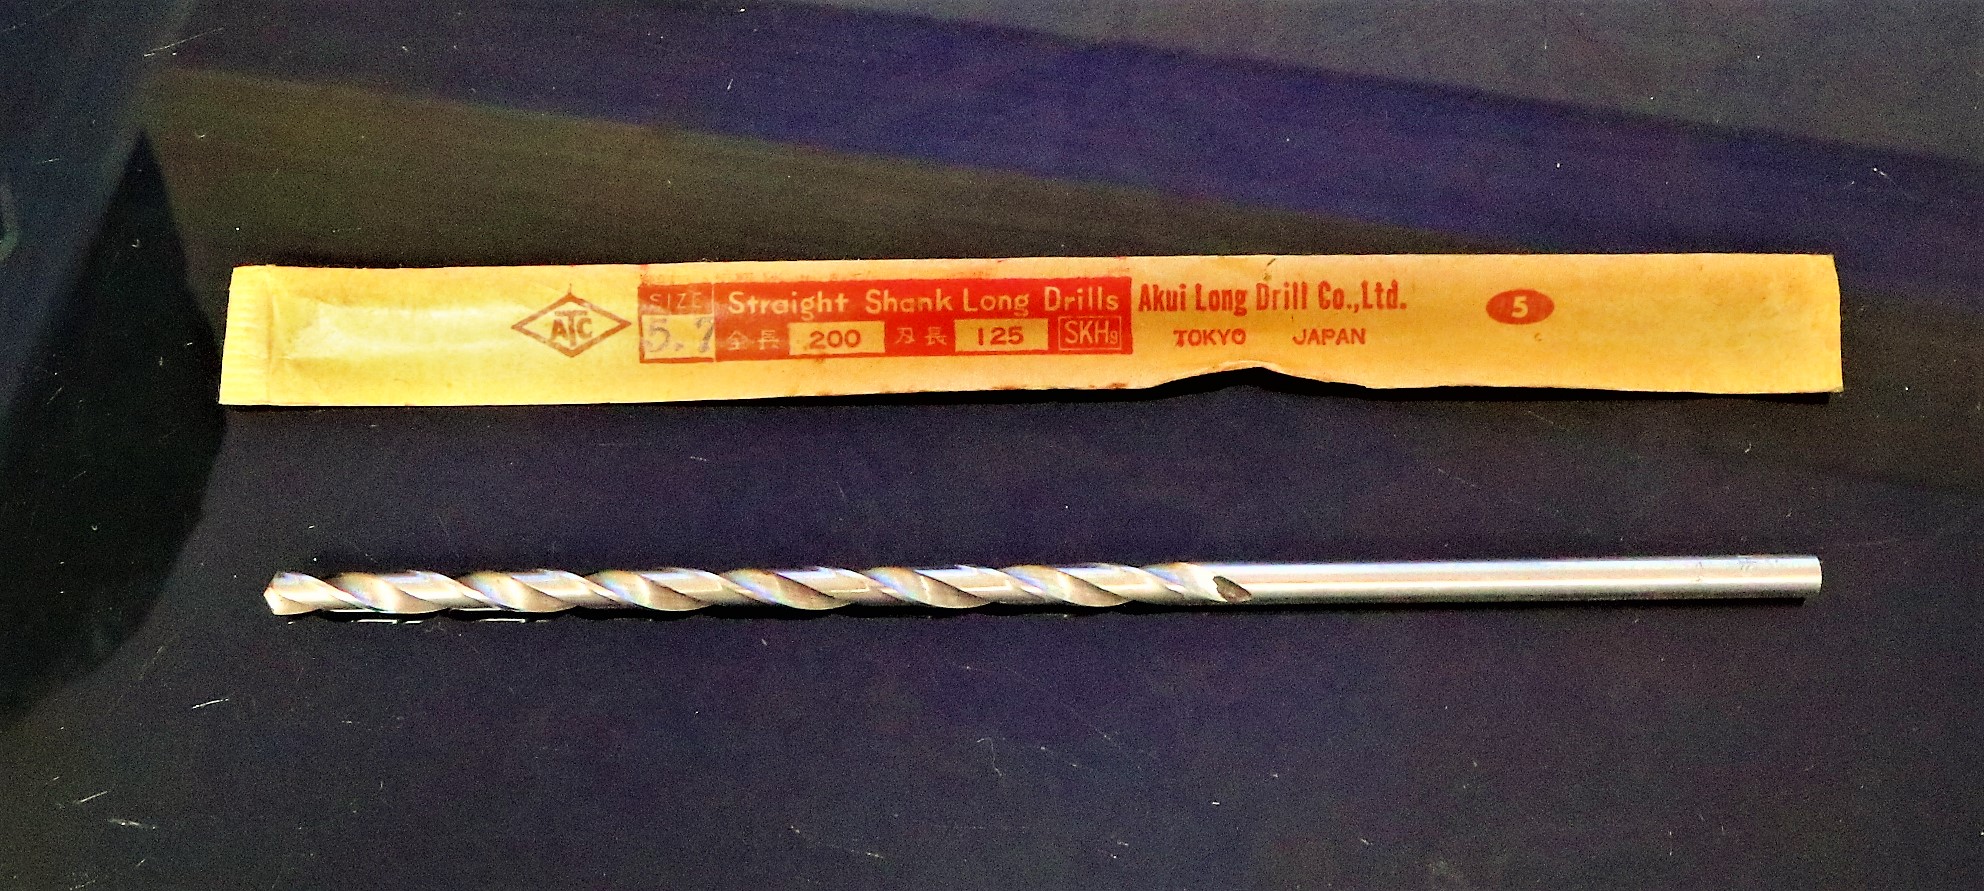 ATC
SIZE
5.7
Straight Shank Long Drills
全長 200 刃長 125 SKH9
Akui Long Drill Co.,Ltd.
TOKYO JAPAN
5